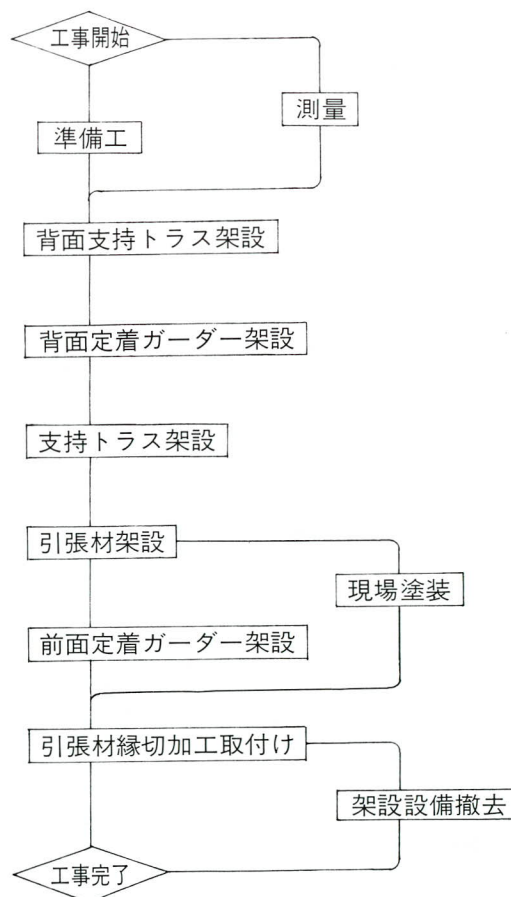 工事開始
測量
準備工
背面支持トラス架設
背面定着ガーダー架設
支持トラス架設
引張材架設
現場塗装
前面定着ガーダー架設
引張材縁切加工取付け
架設設備撤去
工事完了